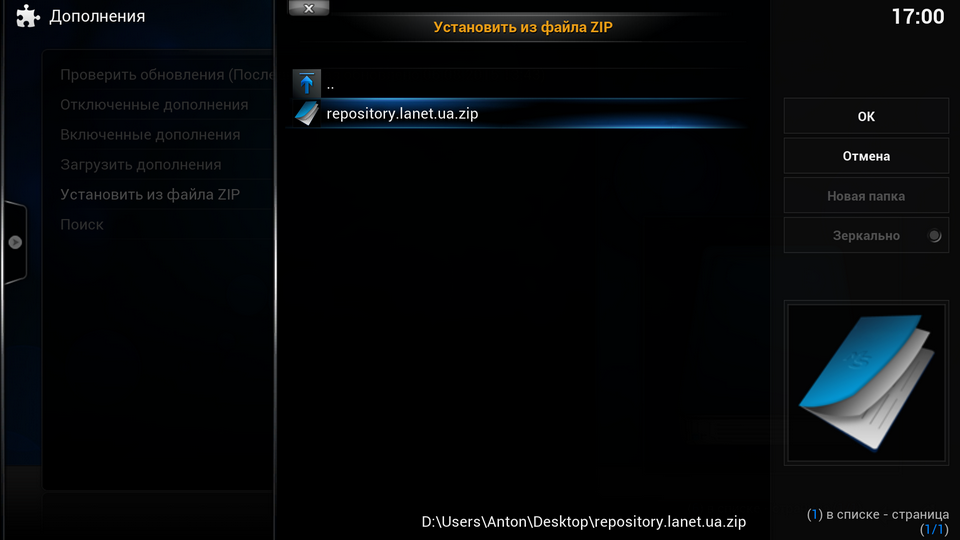 Дополнения
Проверить обновления (После
Отключенные дополнения
Включенные дополнения
Загрузить дополнения
Установить из файла ZIP
Поиск
Установить из файла ZIP
..
repository.lanet.ua.zip
D:\Users\Anton\Desktop\repository.lanet.ua.zip
17:00
OK
Отмена
Новая папка
Зеркально
(1) в списке - страница
(1/1)